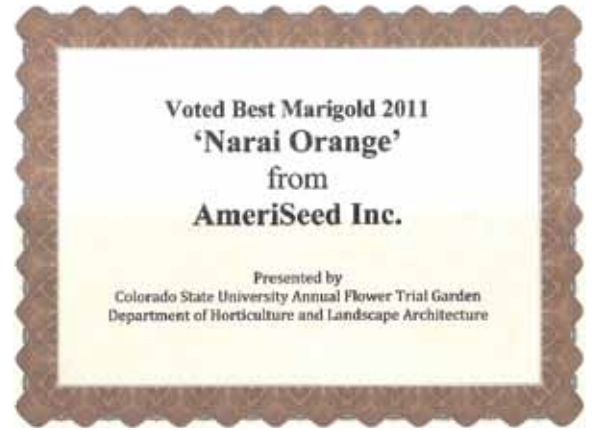 Voted Best Marigold 2011
‘Narai Orange’
from
AmeriSeed Inc.
Presented by
Colorado State University Annual Flower Trial Garden
Department of Horticulture and Landscape Architecture